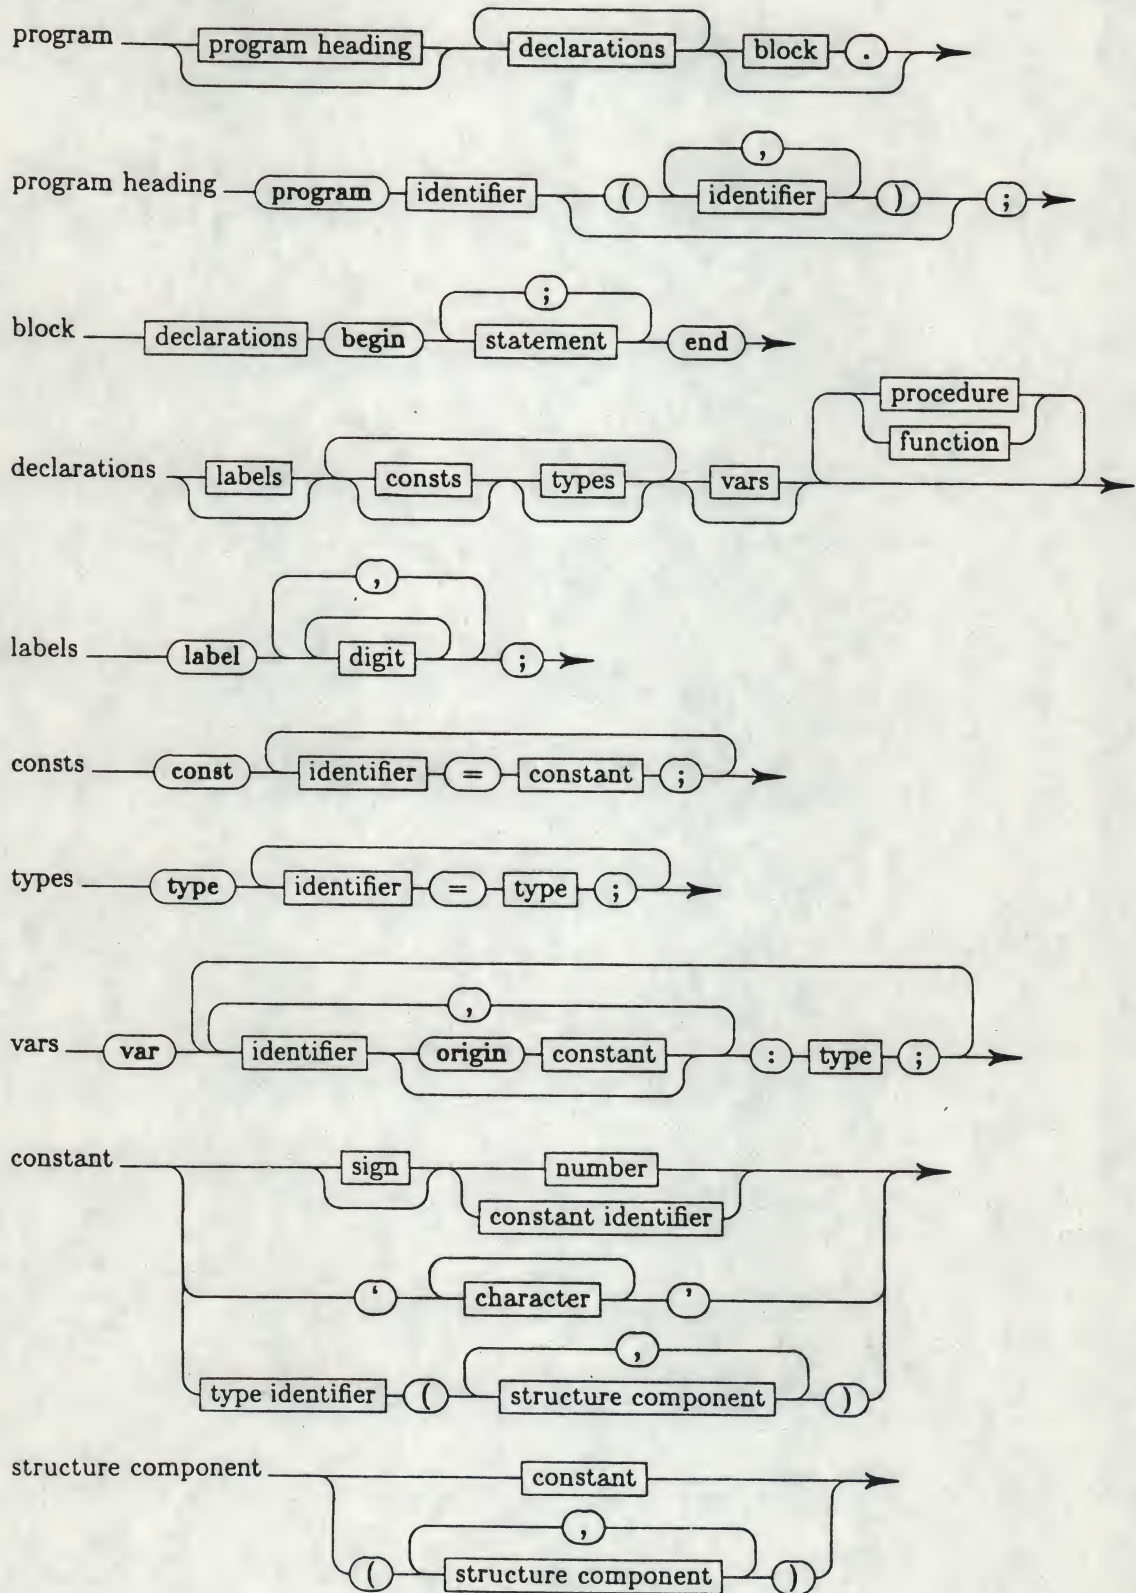 program program heading declarations block .
program heading program identifier ( identifier , ) ;
block declarations begin statement ; end
declarations labels consts types vars procedure function
labels label digit , ;
consts const identifier = constant ;
types type identifier = type ;
vars var identifier origin constant , : type ;
constant sign number
constant identifier
‘ character ’
type identifier ( structure component , )
structure component constant
( structure component , )